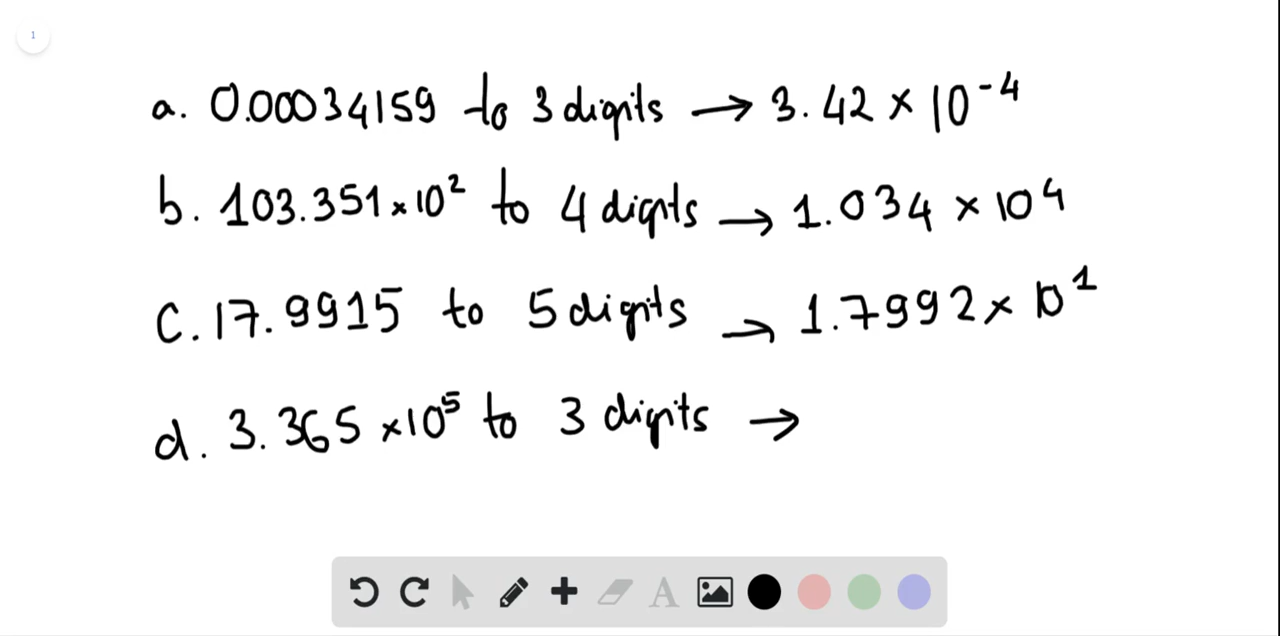 1
a. 0.00034159 to 3 digits → 3.42 × 10⁻⁴
b. 103.351 × 10² to 4 digits → 1.034 × 10⁴
c. 17.9915 to 5 digits → 1.7992 × 10¹
d. 3.365 × 10⁵ to 3 digits →
A